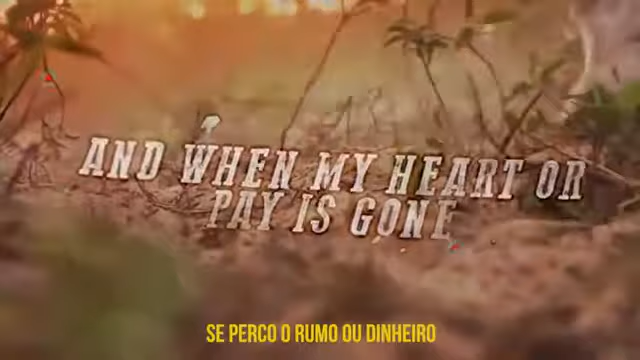 AND WHEN MY HEART OR
PAY IS GONE
SE PERCO O RUMO OU DINHEIRO